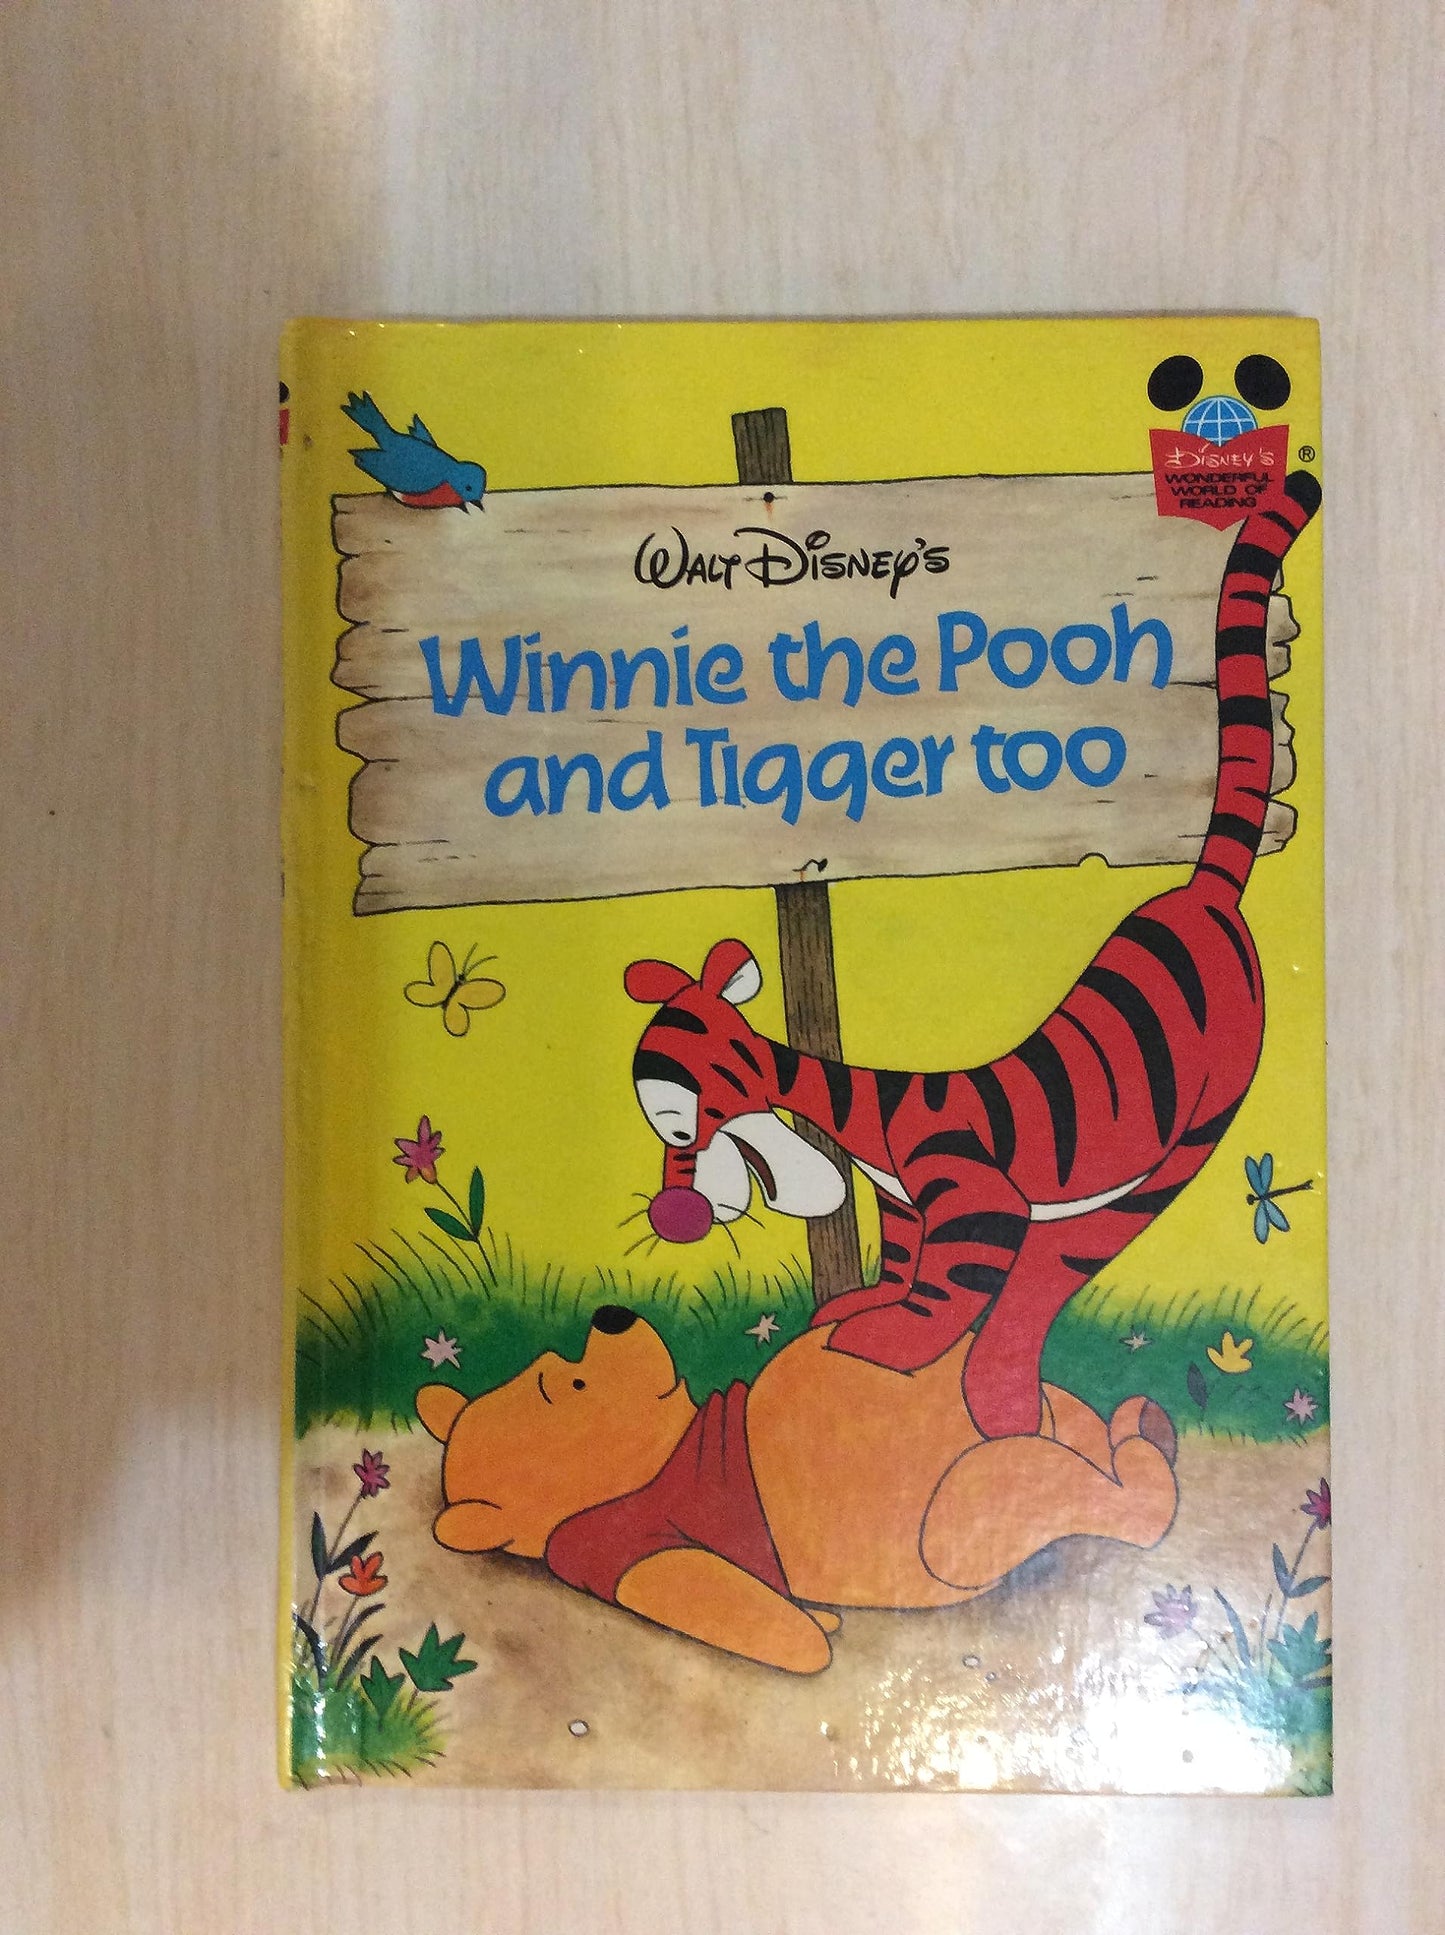 DISNEY'S ®
WONDERFUL
WORLD OF
READING
WALT DISNEY'S
Winnie the Pooh
and Tigger too